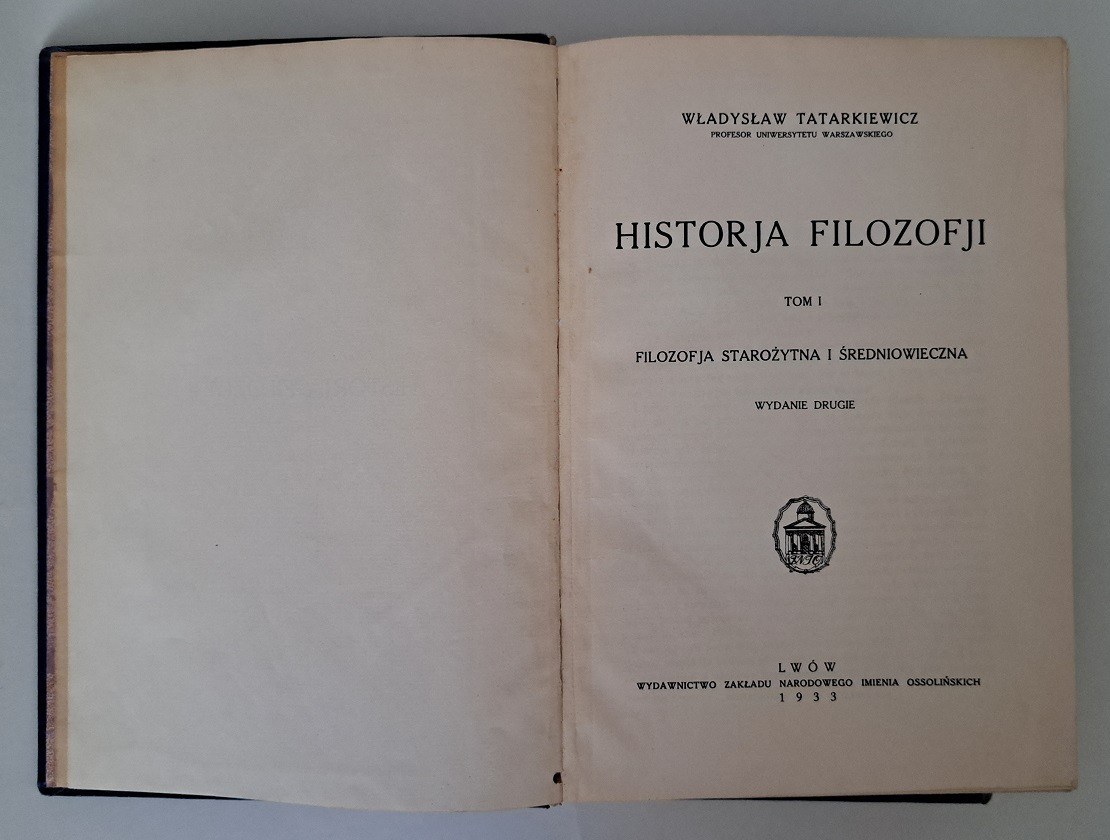 WŁADYSŁAW TATARKIEWICZ
PROFESOR UNIWERSYTETU WARSZAWSKIEGO
HISTORJA FILOZOFJI
TOM I
FILOZOFJA STAROŻYTNA I ŚREDNIOWIECZNA
WYDANIE DRUGIE
LWÓW
WYDAWNICTWO ZAKŁADU NARODOWEGO IMIENIA OSSOLIŃSKICH
1933